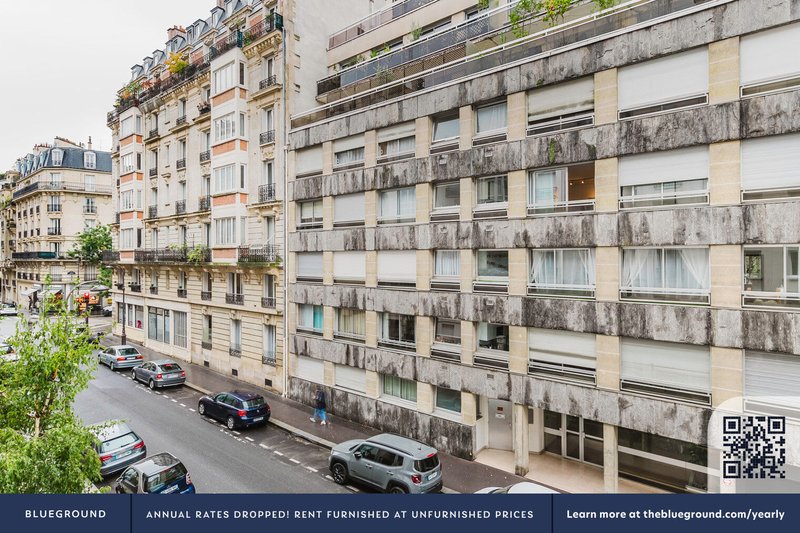 BLUEGROUND
ANNUAL RATES DROPPED! RENT FURNISHED AT UNFURNISHED PRICES
Learn more at theblueground.com/yearly